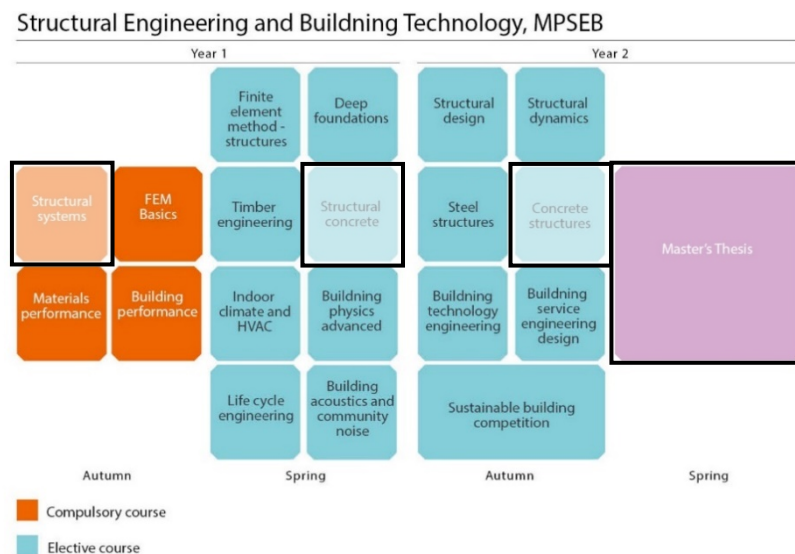 Structural Engineering and Buildning Technology, MPSEB
Year 1
Year 2
Finite
element
method -
structures
Deep
foundations
Structural
design
Structural
dynamics
Structural
systems
FEM
Basics
Timber
engineering
Structural
concrete
Steel
structures
Concrete
structures
Master's Thesis
Materials
performance
Building
performance
Indoor
climate and
HVAC
Buildning
physics
advanced
Buildning
technology
engineering
Buildning
service
engineering
design
Life cycle
engineering
Building
acoustics and
community
noise
Sustainable building
competition
Autumn
Spring
Autumn
Spring
Compulsory course
Elective course